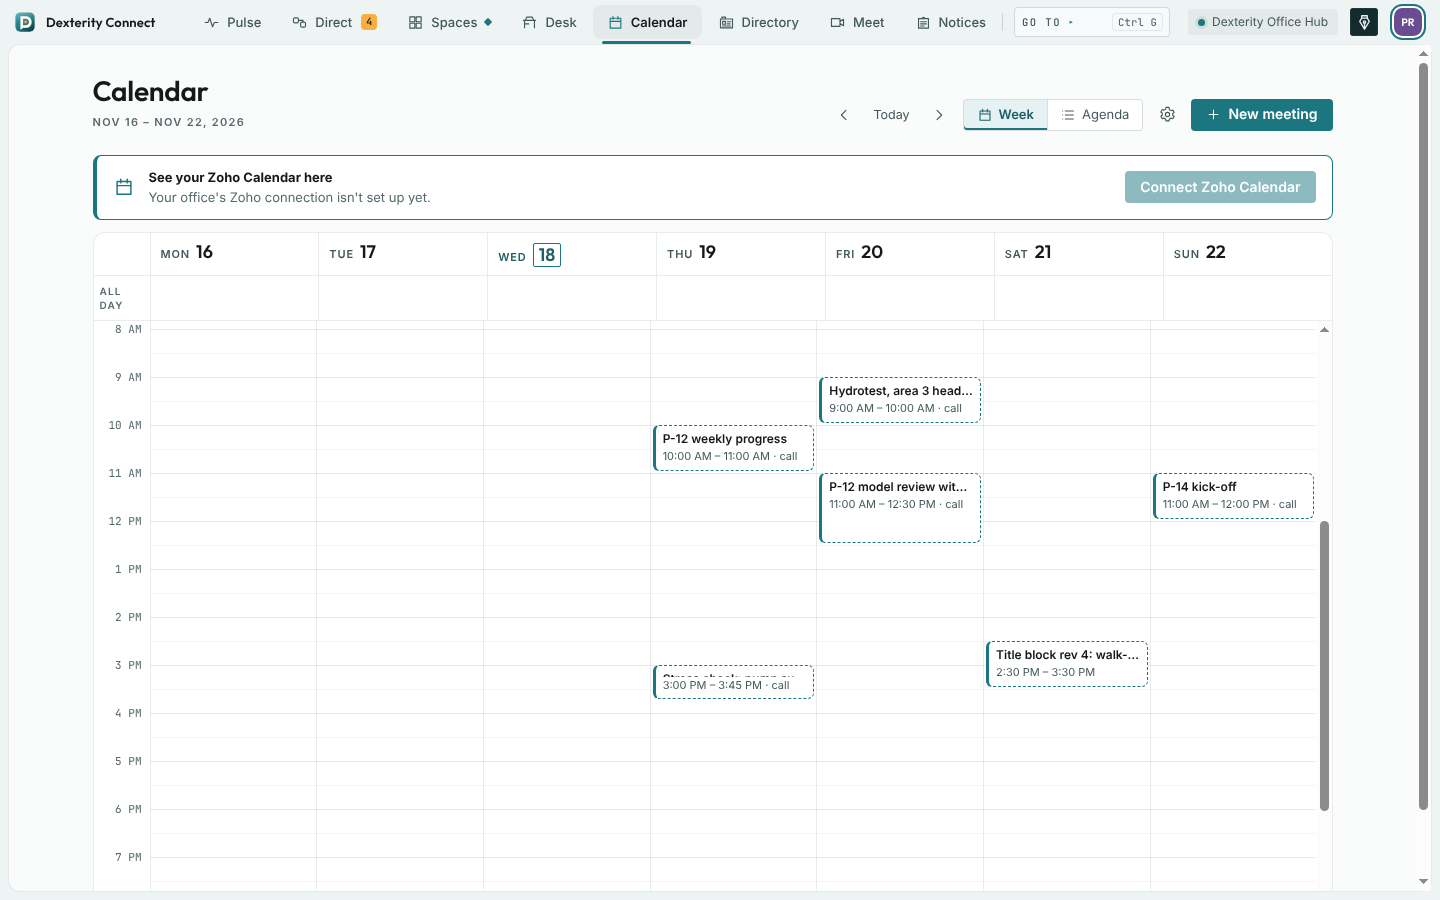 Dexterity Connect
Pulse
Direct 4
Spaces
Desk
Calendar
Directory
Meet
Notices
GO TO
Ctrl G
Dexterity Office Hub
PR
Calendar
NOV 16 – NOV 22, 2026
Today
Week
Agenda
New meeting
See your Zoho Calendar here
Your office's Zoho connection isn't set up yet.
Connect Zoho Calendar
MON 16
TUE 17
WED 18
THU 19
FRI 20
SAT 21
SUN 22
ALL
DAY
8 AM
9 AM
Hydrotest, area 3 head...
9:00 AM – 10:00 AM · call
10 AM
P-12 weekly progress
10:00 AM – 11:00 AM · call
11 AM
P-12 model review wit...
11:00 AM – 12:30 PM · call
P-14 kick-off
11:00 AM – 12:00 PM · call
12 PM
1 PM
2 PM
Title block rev 4: walk-...
2:30 PM – 3:30 PM
3 PM
3:00 PM – 3:45 PM · call
4 PM
5 PM
6 PM
7 PM